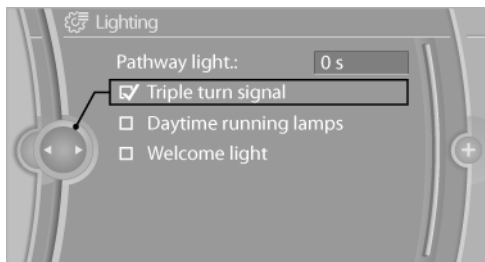 Lighting
Pathway light.: 0 s
Triple turn signal
Daytime running lamps
Welcome light